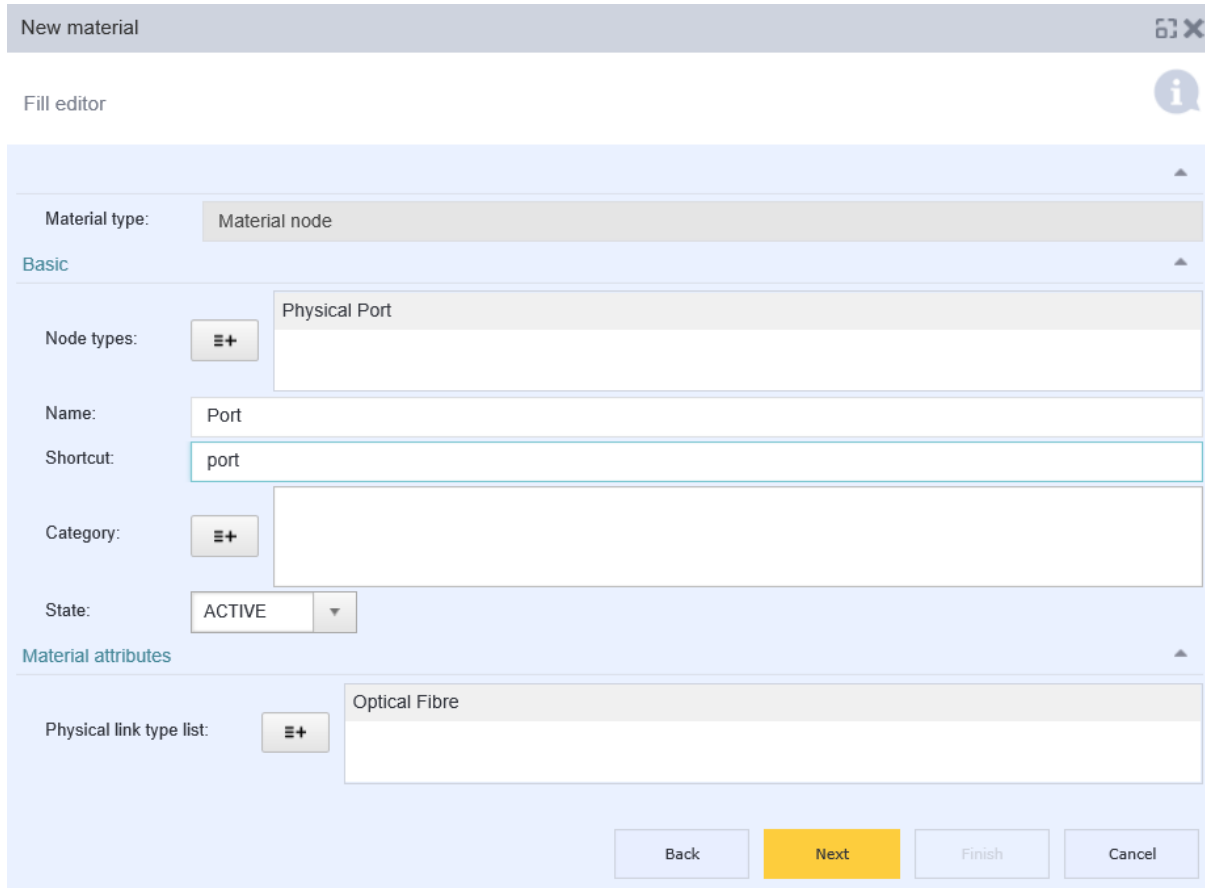 New material
Fill editor
Material type: Material node
Basic
Node types: Physical Port
Name: Port
Shortcut: port
Category:
State: ACTIVE
Material attributes
Physical link type list: Optical Fibre
Back Next Finish Cancel